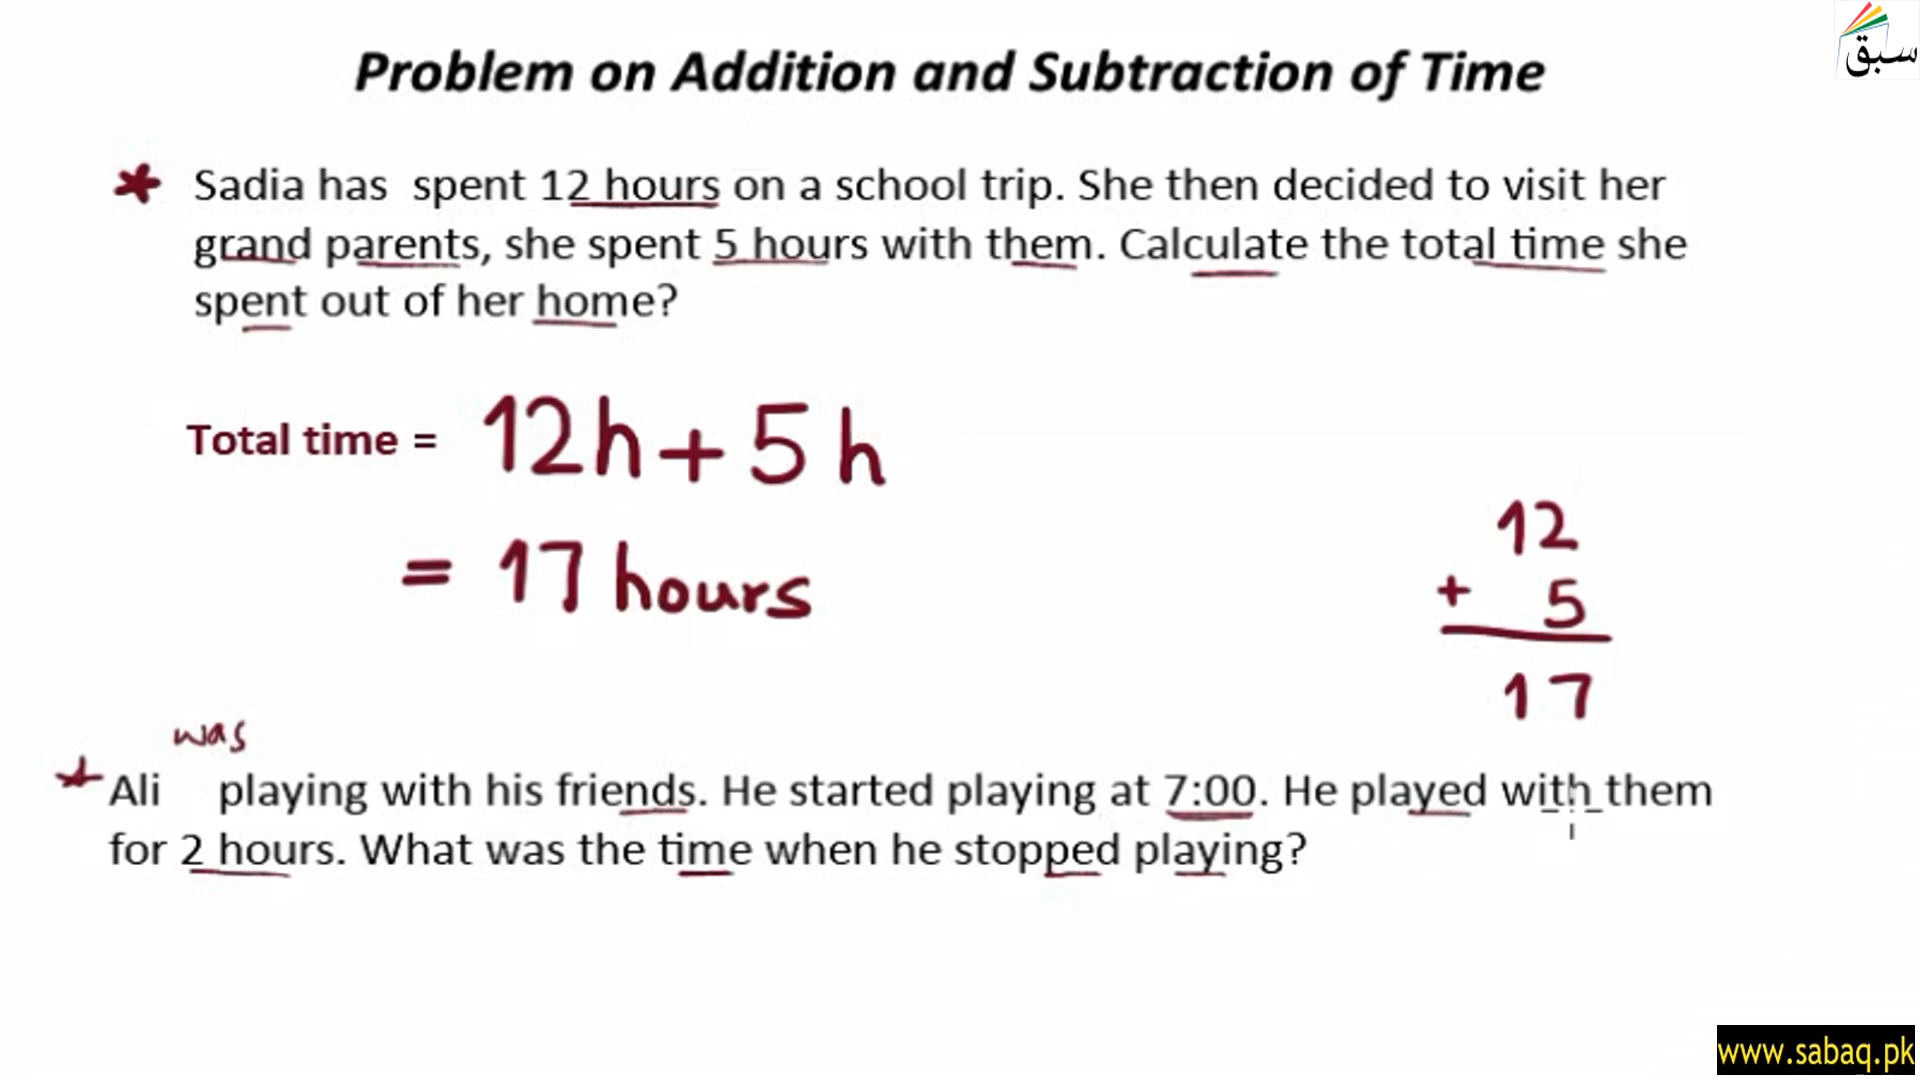 سبق
Problem on Addition and Subtraction of Time
* Sadia has spent 12 hours on a school trip. She then decided to visit her
grand parents, she spent 5 hours with them. Calculate the total time she
spent out of her home?
Total time = 12h + 5h
= 17 hours
12
+ 5
17
was
* Ali playing with his friends. He started playing at 7:00. He played with them
for 2 hours. What was the time when he stopped playing?
www.sabaq.pk